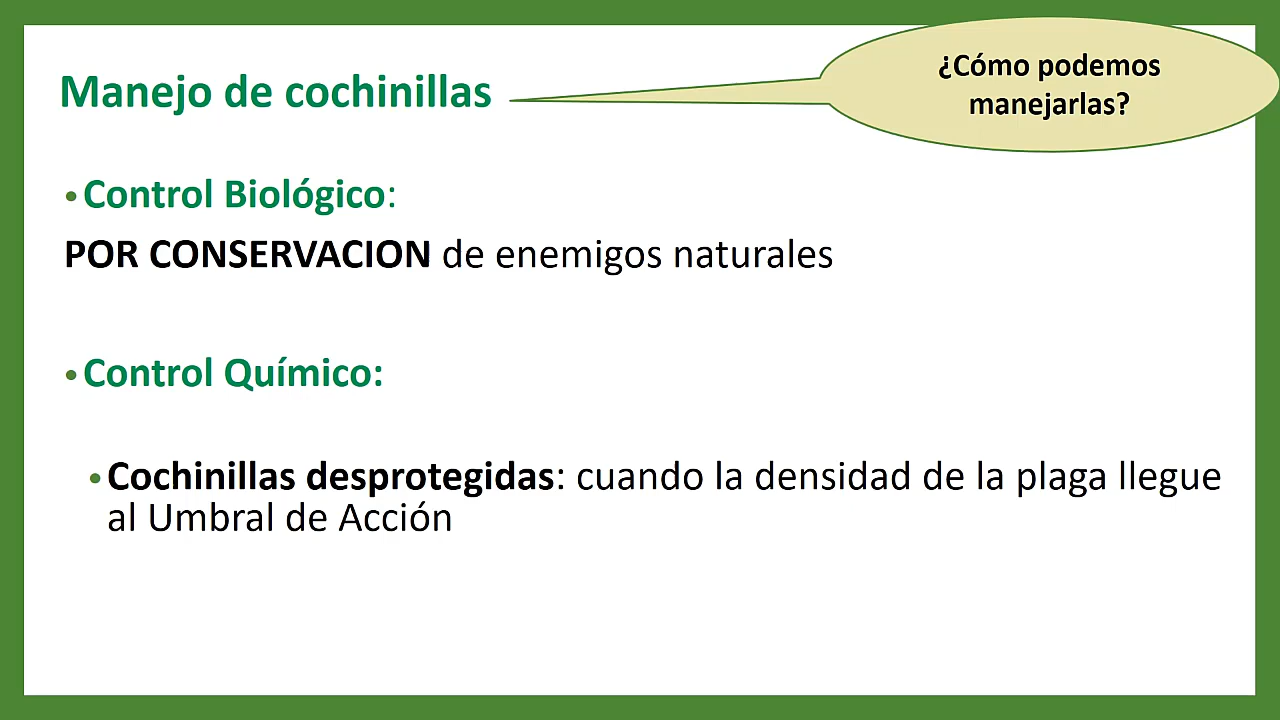 Manejo de cochinillas
¿Cómo podemos
manejarlas?
•Control Biológico:
POR CONSERVACION de enemigos naturales
•Control Químico:
•Cochinillas desprotegidas: cuando la densidad de la plaga llegue
al Umbral de Acción